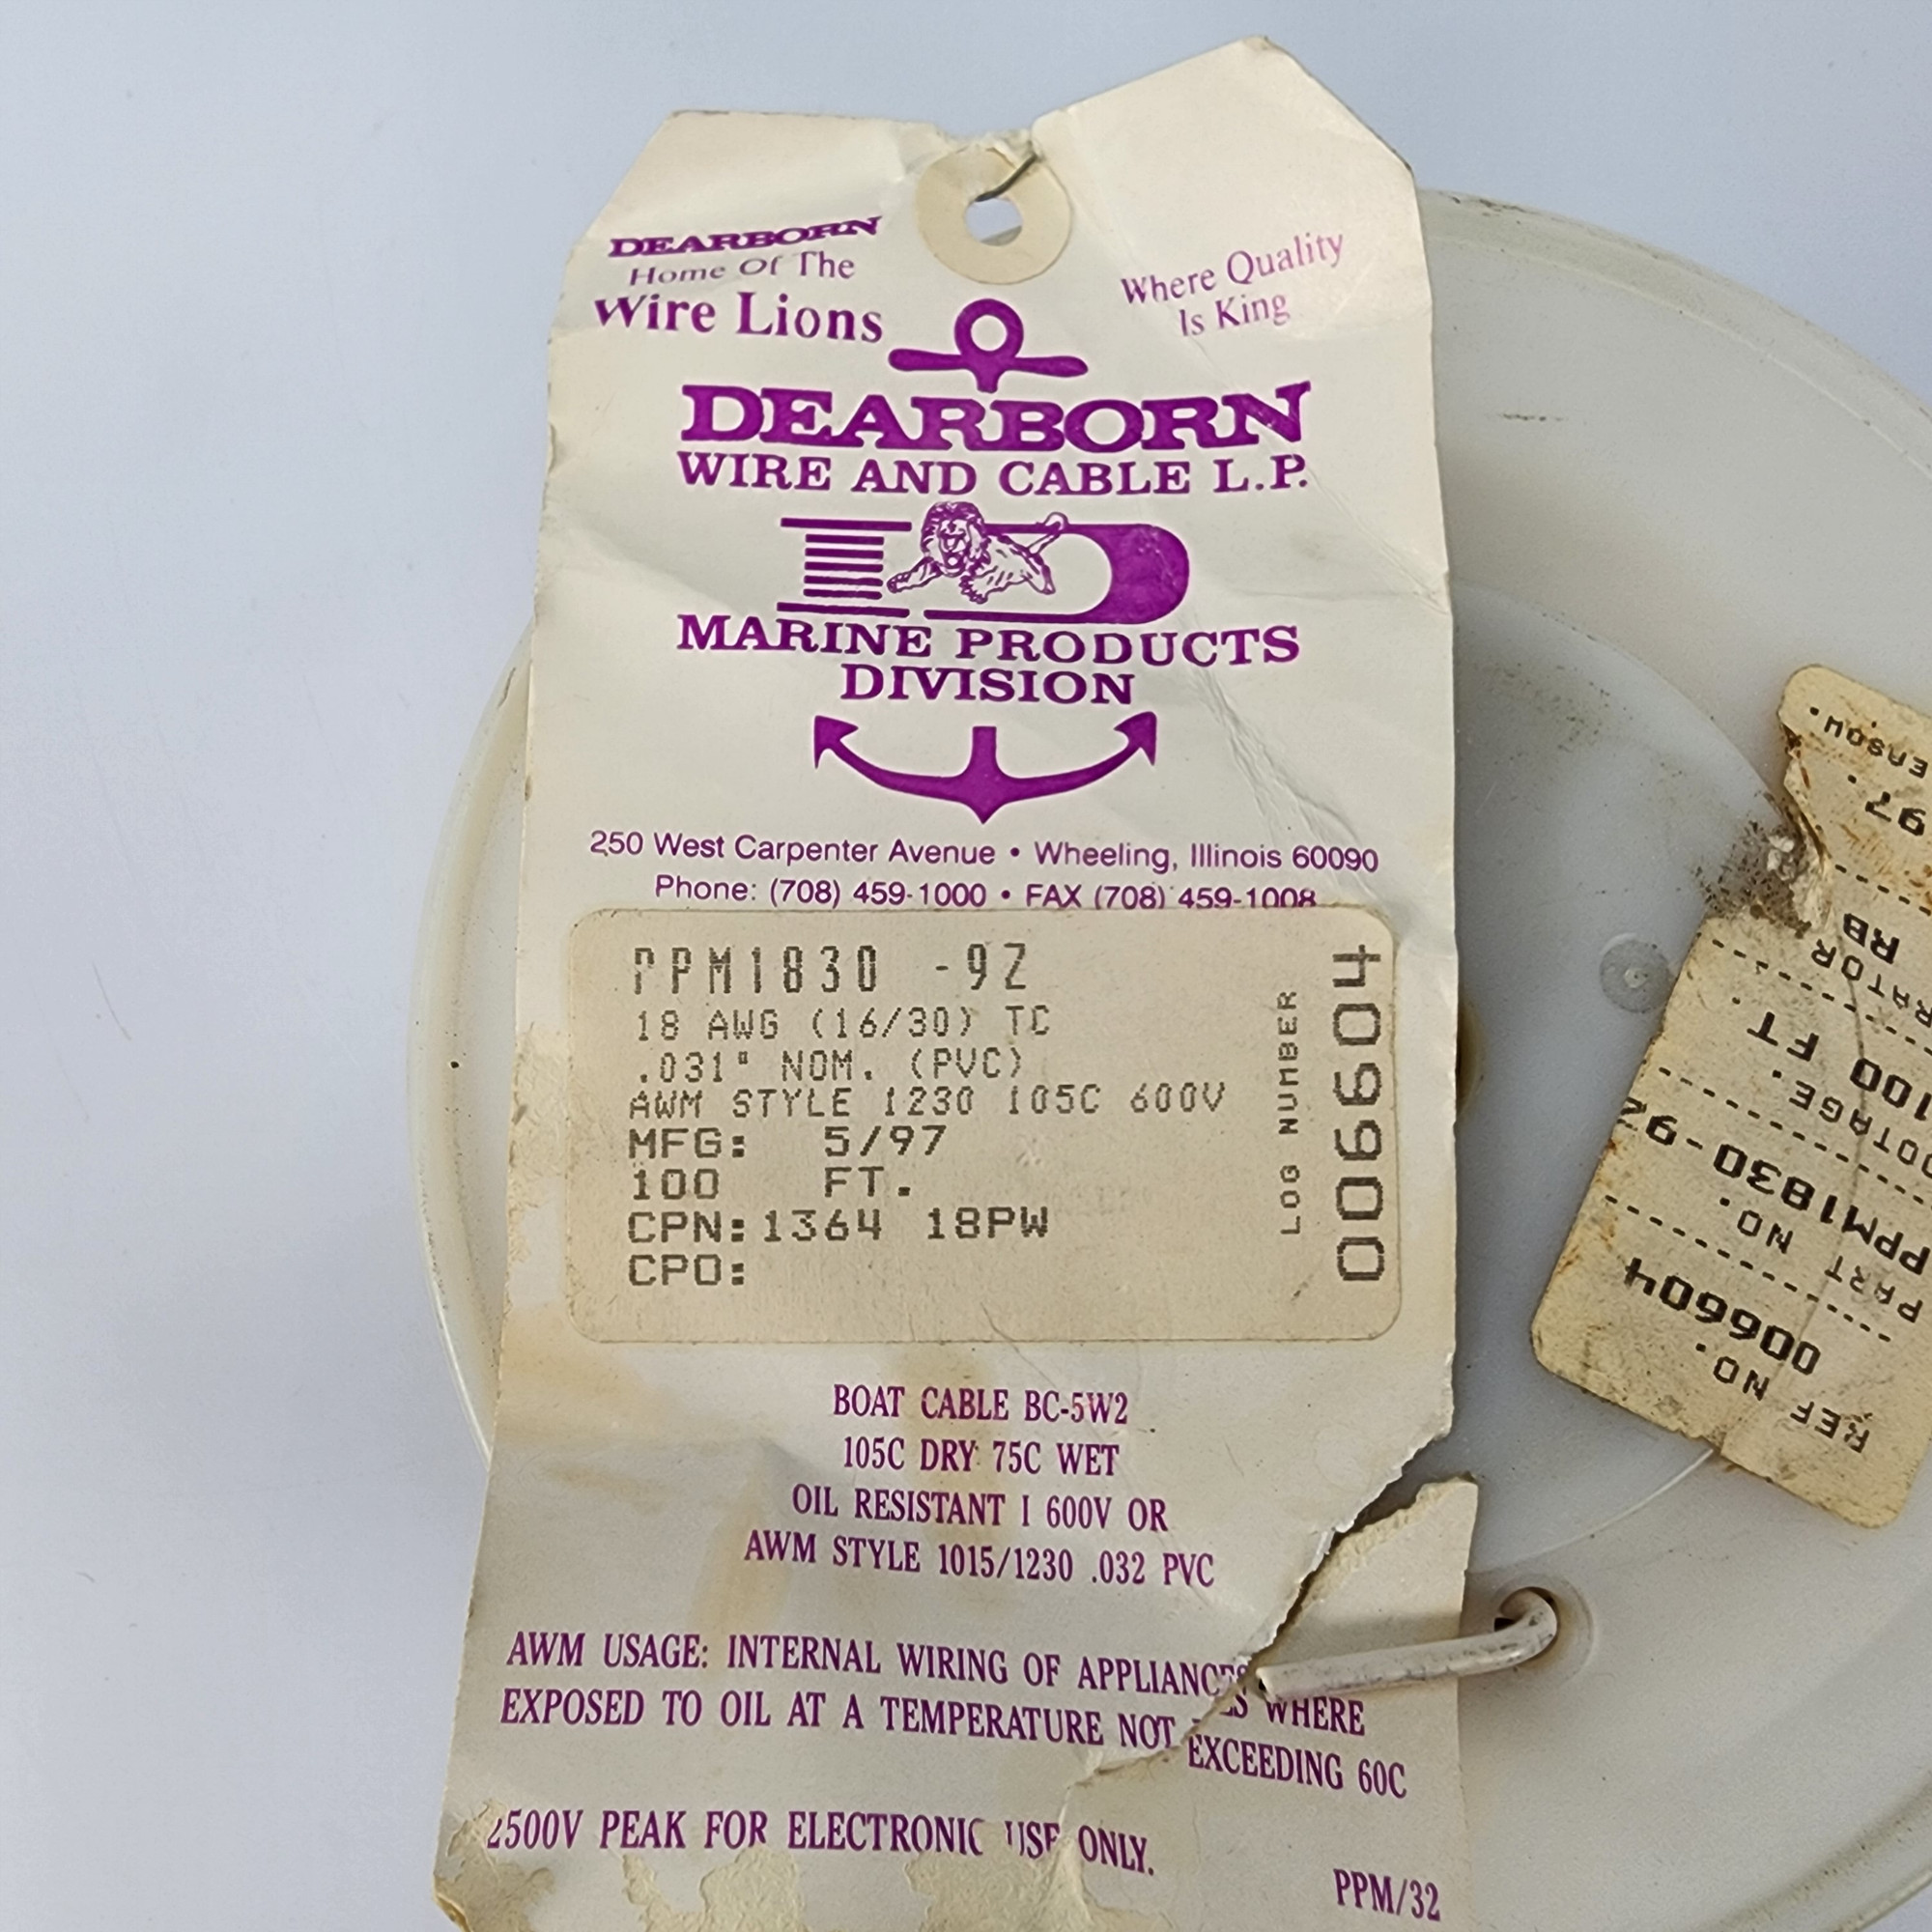 DEARBORN
Home Of The
Wire Lions
Where Quality
Is King
DEARBORN
WIRE AND CABLE L.P.
MARINE PRODUCTS
DIVISION
250 West Carpenter Avenue • Wheeling, Illinois 60090
Phone: (708) 459-1000 • FAX (708) 459-1008
PPM1830 -9Z
18 AWG (16/30) TC
.031" NOM. (PVC)
AWM STYLE 1230 105C 600V
MFG: 5/97
100 FT.
CPN:1364 18PW
CPO:
LOG NUMBER
006604
BOAT CABLE BC-5W2
105C DRY 75C WET
OIL RESISTANT I 600V OR
AWM STYLE 1015/1230 .032 PVC
AWM USAGE: INTERNAL WIRING OF APPLIANCES WHERE
EXPOSED TO OIL AT A TEMPERATURE NOT EXCEEDING 60C
2500V PEAK FOR ELECTRONIC USE ONLY.
PPM/32
REF NO.
006604
PART NO.
PPM1830-9Z
100 FT.
RB
97.